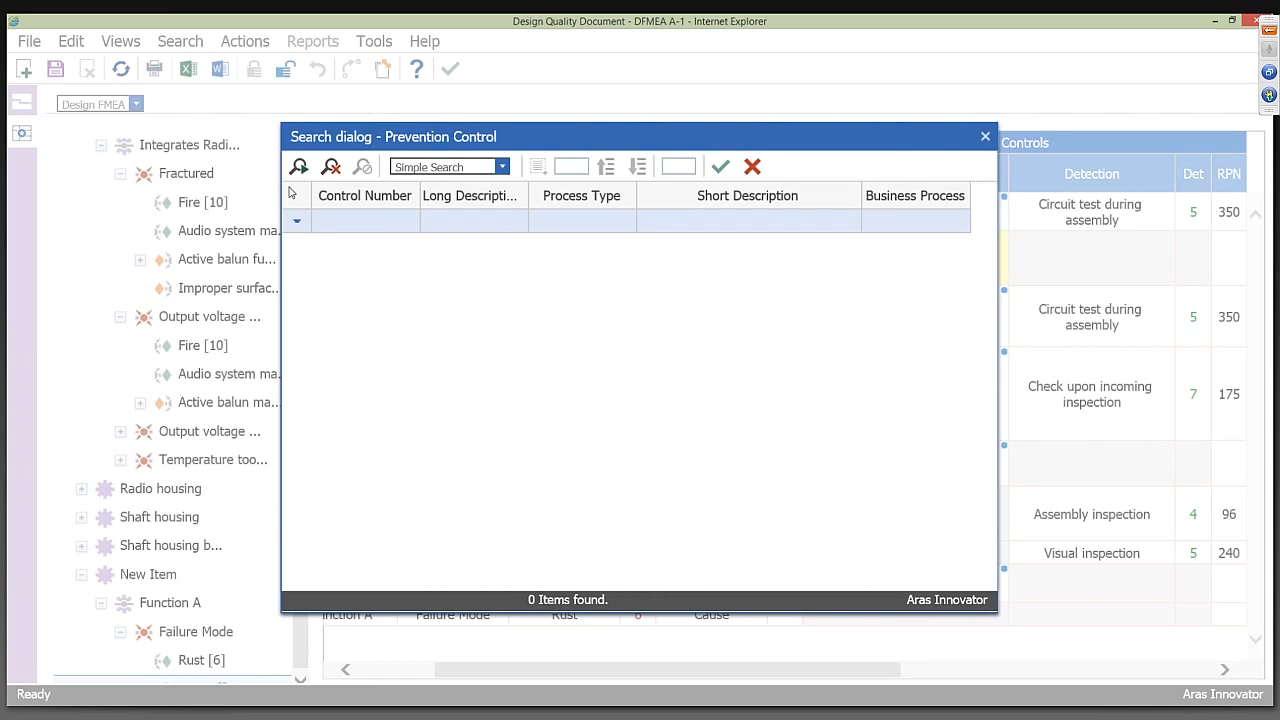 Design Quality Document - DFMEA A-1 - Internet Explorer
File Edit Views Search Actions Reports Tools Help
Design FMEA
Search dialog - Prevention Control
Simple Search
Control Number Long Descripti... Process Type Short Description Business Process
0 Items found. Aras Innovator
Integrates Radi...
Fractured
Fire [10]
Audio system ma...
Active balun fu...
Improper surfac...
Output voltage ...
Fire [10]
Audio system ma...
Active balun ma...
Output voltage ...
Temperature too...
Radio housing
Shaft housing
Shaft housing b...
New Item
Function A
Failure Mode
Rust [6]
Controls
Detection Det RPN
Circuit test during
assembly
5 350
Circuit test during
assembly
5 350
Check upon incoming
inspection
7 175
Assembly inspection 4 96
Visual inspection 5 240
nction A Failure Mode Rust 6 Cause
Ready Aras Innovator